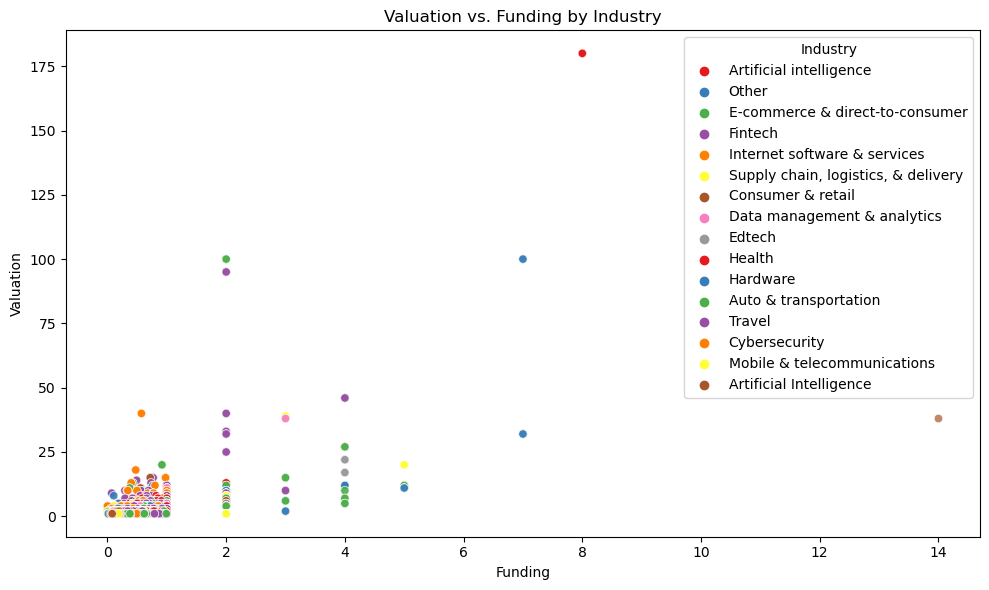 Valuation vs. Funding by Industry
Industry
Artificial intelligence
Other
E-commerce & direct-to-consumer
Fintech
Internet software & services
Supply chain, logistics, & delivery
Consumer & retail
Data management & analytics
Edtech
Health
Hardware
Auto & transportation
Travel
Cybersecurity
Mobile & telecommunications
Artificial Intelligence
Valuation
175
150
125
100
75
50
25
0
0 2 4 6 8 10 12 14
Funding